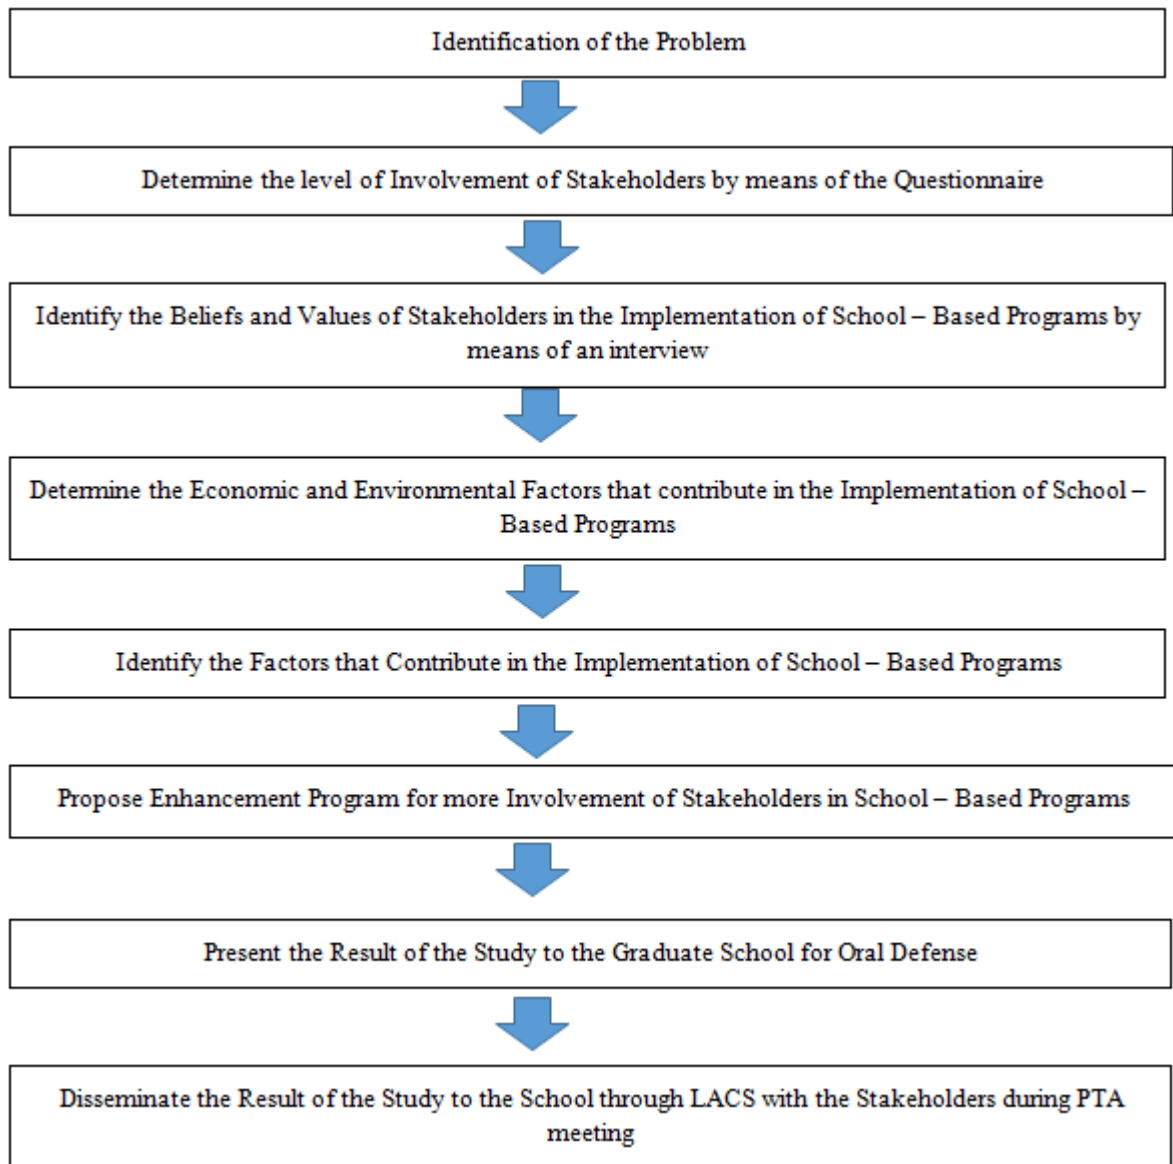 Identification of the Problem
Determine the level of Involvement of Stakeholders by means of the Questionnaire
Identify the Beliefs and Values of Stakeholders in the Implementation of School – Based Programs by
means of an interview
Determine the Economic and Environmental Factors that contribute in the Implementation of School –
Based Programs
Identify the Factors that Contribute in the Implementation of School – Based Programs
Propose Enhancement Program for more Involvement of Stakeholders in School – Based Programs
Present the Result of the Study to the Graduate School for Oral Defense
Disseminate the Result of the Study to the School through LACS with the Stakeholders during PTA
meeting